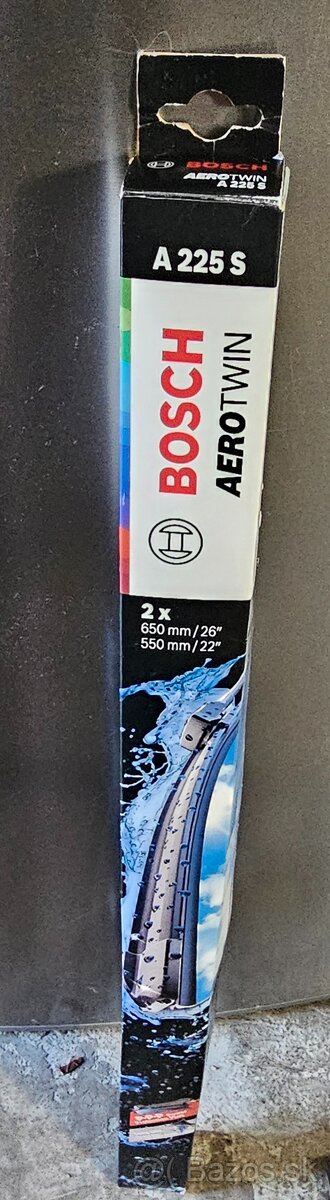 BOSCH
AEROTWIN
A 225 S
A 225 S
BOSCH
AEROTWIN
2 x
650 mm / 26"
550 mm / 22"
Bazos.sk